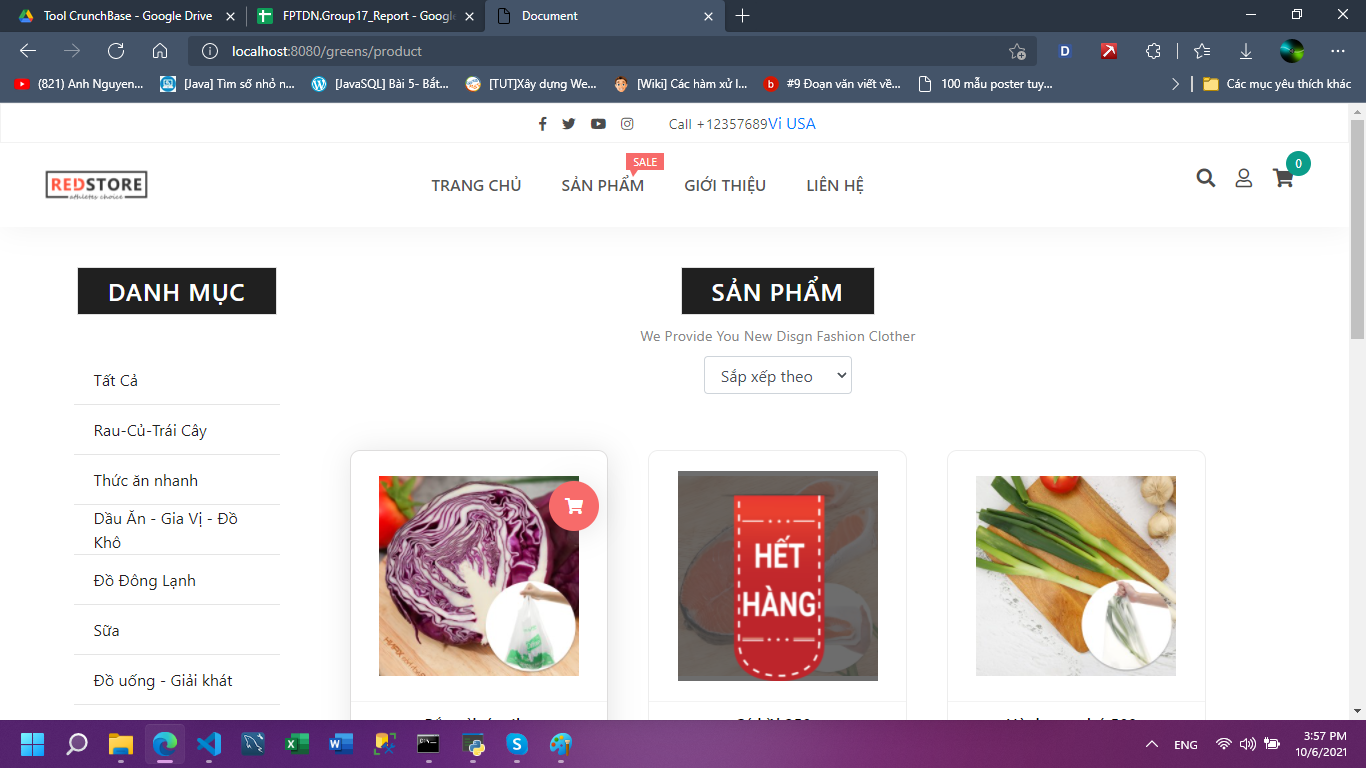 Tool CrunchBase - Google Drive
FPTDN.Group17_Report - Google
Document
localhost:8080/greens/product
(821) Anh Nguyen...
[Java] Tìm số nhỏ n...
[JavaSQL] Bài 5- Bắt...
[TUT]Xây dựng We...
[Wiki] Các hàm xử l...
#9 Đoạn văn viết về...
100 mẫu poster tuy...
Các mục yêu thích khác
Call +12357689Vi USA
REDSTORE
athletes choice
TRANG CHỦ
SALE
SẢN PHẨM
GIỚI THIỆU
LIÊN HỆ
0
DANH MỤC
Tất Cả
Rau-Củ-Trái Cây
Thức ăn nhanh
Dầu Ăn - Gia Vị - Đồ
Khô
Đồ Đông Lạnh
Sữa
Đồ uống - Giải khát
SẢN PHẨM
We Provide You New Disgn Fashion Clother
Sắp xếp theo
HẾT
HÀNG
ENG
3:57 PM
10/6/2021